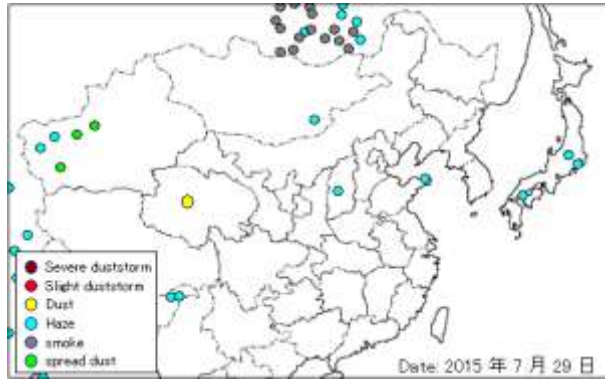 Severe duststorm
Slight duststorm
Dust
Haze
smoke
spread dust
Date: 2015 年 7 月 29 日